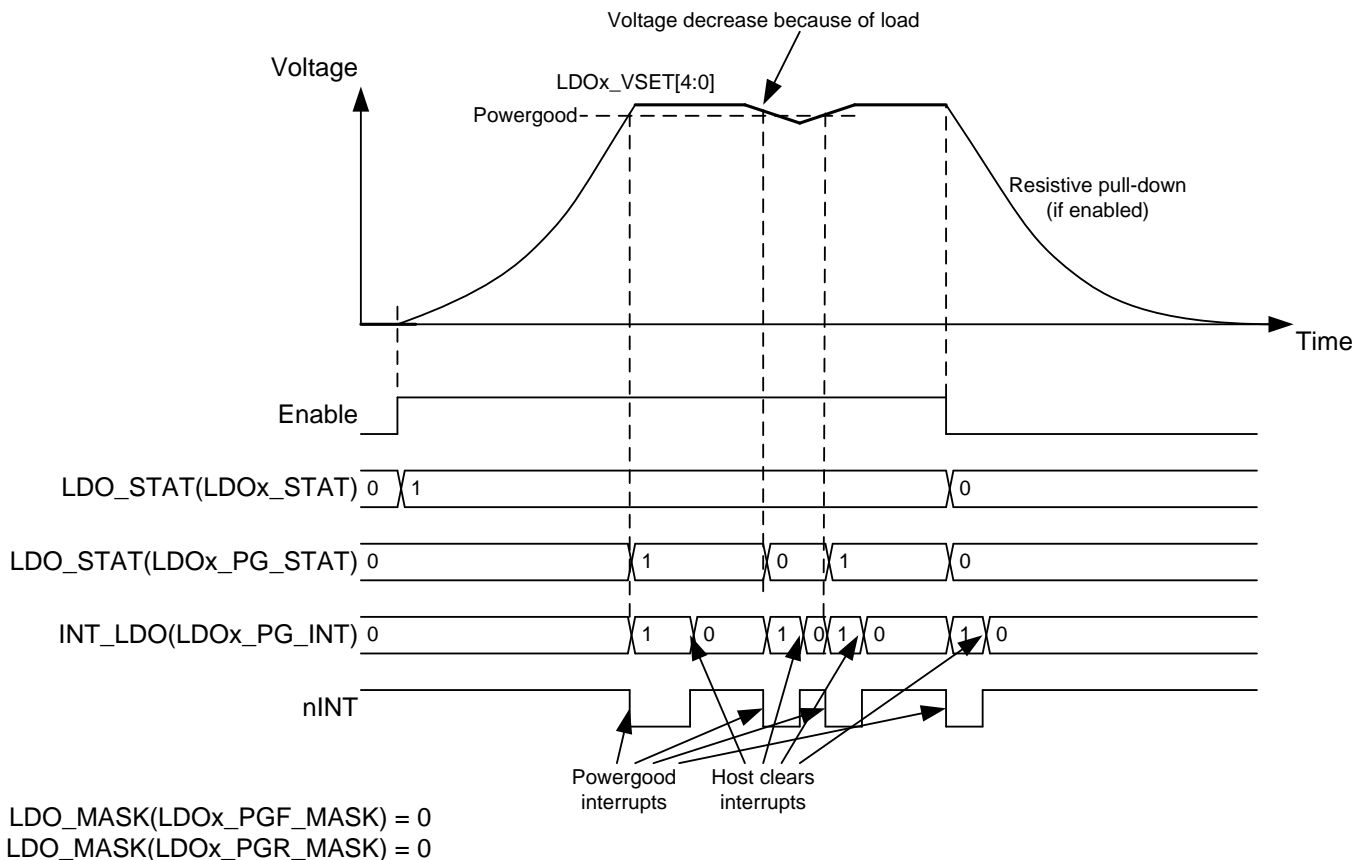 Voltage decrease because of load
Voltage
LDOx_VSET[4:0]
Powergood
Resistive pull-down
(if enabled)
Time
Enable
LDO_STAT(LDOx_STAT) 0 1 0
LDO_STAT(LDOx_PG_STAT) 0 1 0 1 0
INT_LDO(LDOx_PG_INT) 0 1 0 1 0 1 0 1 0
nINT
Powergood
interrupts
Host clears
interrupts
LDO_MASK(LDOx_PGF_MASK) = 0
LDO_MASK(LDOx_PGR_MASK) = 0